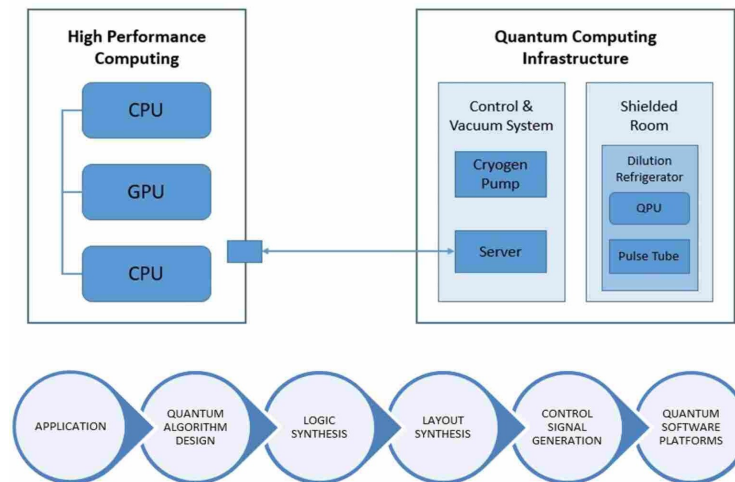 High Performance
Computing
CPU
GPU
CPU
Quantum Computing
Infrastructure
Control &
Vacuum System
Cryogen
Pump
Server
Shielded
Room
Dilution
Refrigerator
QPU
Pulse Tube
APPLICATION
QUANTUM
ALGORITHM
DESIGN
LOGIC
SYNTHESIS
LAYOUT
SYNTHESIS
CONTROL
SIGNAL
GENERATION
QUANTUM
SOFTWARE
PLATFORMS